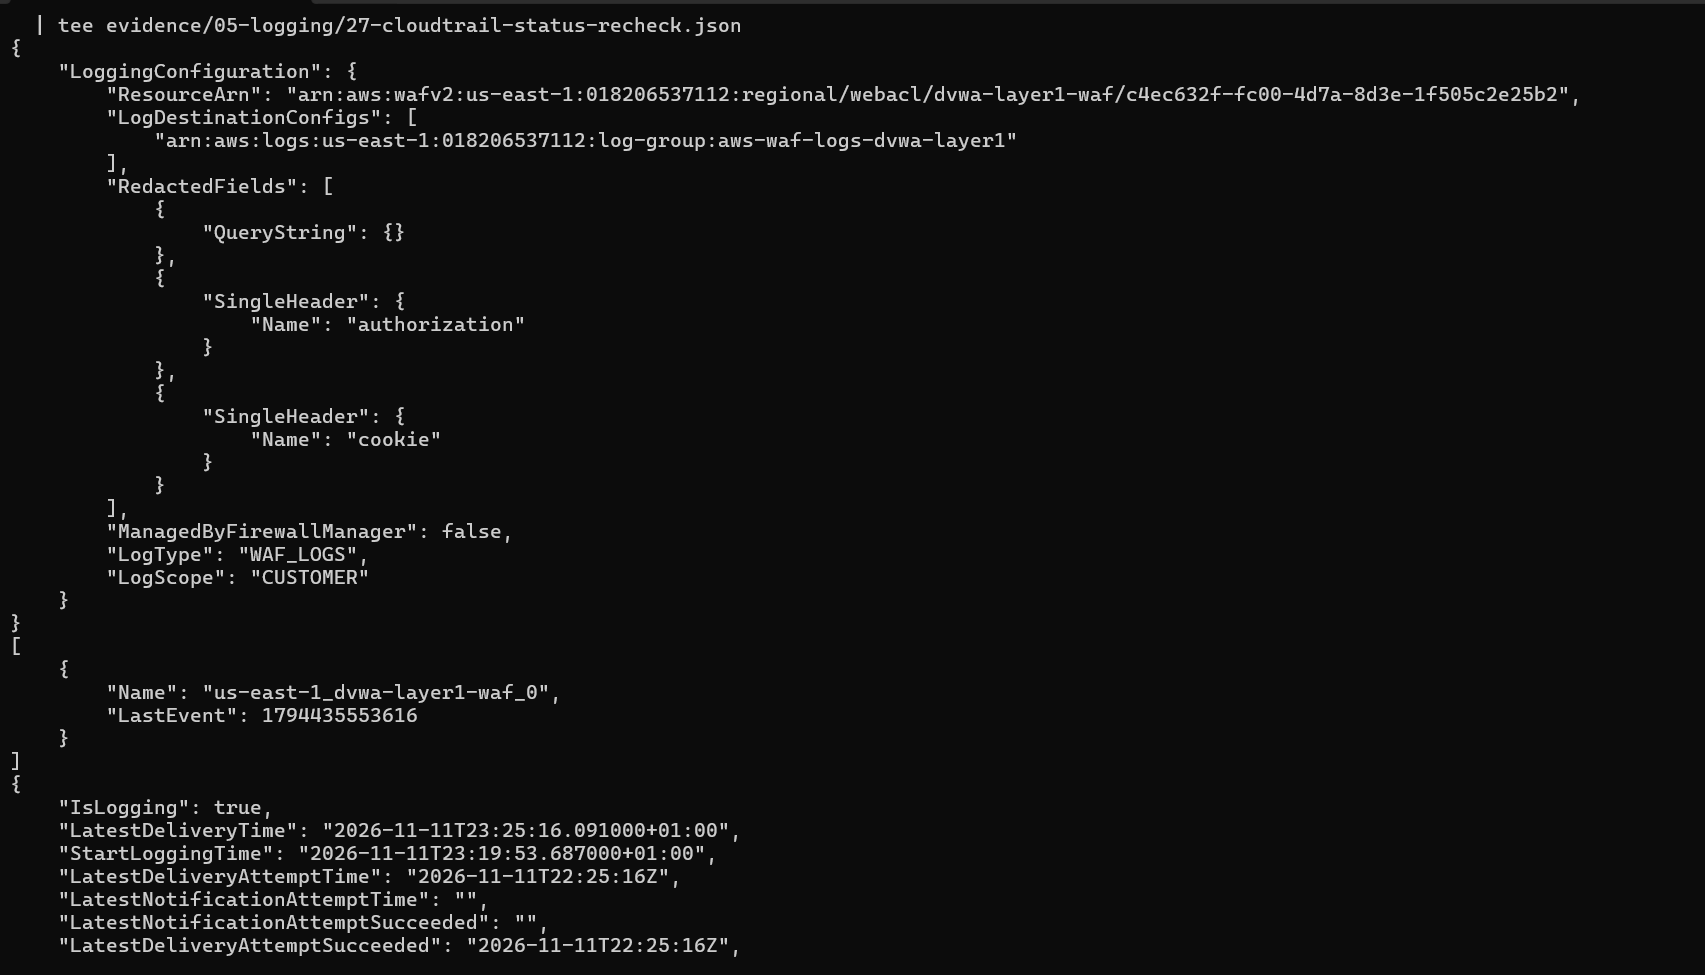 | tee evidence/05-logging/27-cloudtrail-status-recheck.json
{
    "LoggingConfiguration": {
        "ResourceArn": "arn:aws:wafv2:us-east-1:018206537112:regional/webacl/dvwa-layer1-waf/c4ec632f-fc00-4d7a-8d3e-1f505c2e25b2",
        "LogDestinationConfigs": [
            "arn:aws:logs:us-east-1:018206537112:log-group:aws-waf-logs-dvwa-layer1"
        ],
        "RedactedFields": [
            {
                "QueryString": {}
            },
            {
                "SingleHeader": {
                    "Name": "authorization"
                }
            },
            {
                "SingleHeader": {
                    "Name": "cookie"
                }
            }
        ],
        "ManagedByFirewallManager": false,
        "LogType": "WAF_LOGS",
        "LogScope": "CUSTOMER"
    }
}
[
    {
        "Name": "us-east-1_dvwa-layer1-waf_0",
        "LastEvent": 1794435553616
    }
]
{
    "IsLogging": true,
    "LatestDeliveryTime": "2026-11-11T23:25:16.091000+01:00",
    "StartLoggingTime": "2026-11-11T23:19:53.687000+01:00",
    "LatestDeliveryAttemptTime": "2026-11-11T22:25:16Z",
    "LatestNotificationAttemptTime": "",
    "LatestNotificationAttemptSucceeded": "",
    "LatestDeliveryAttemptSucceeded": "2026-11-11T22:25:16Z",